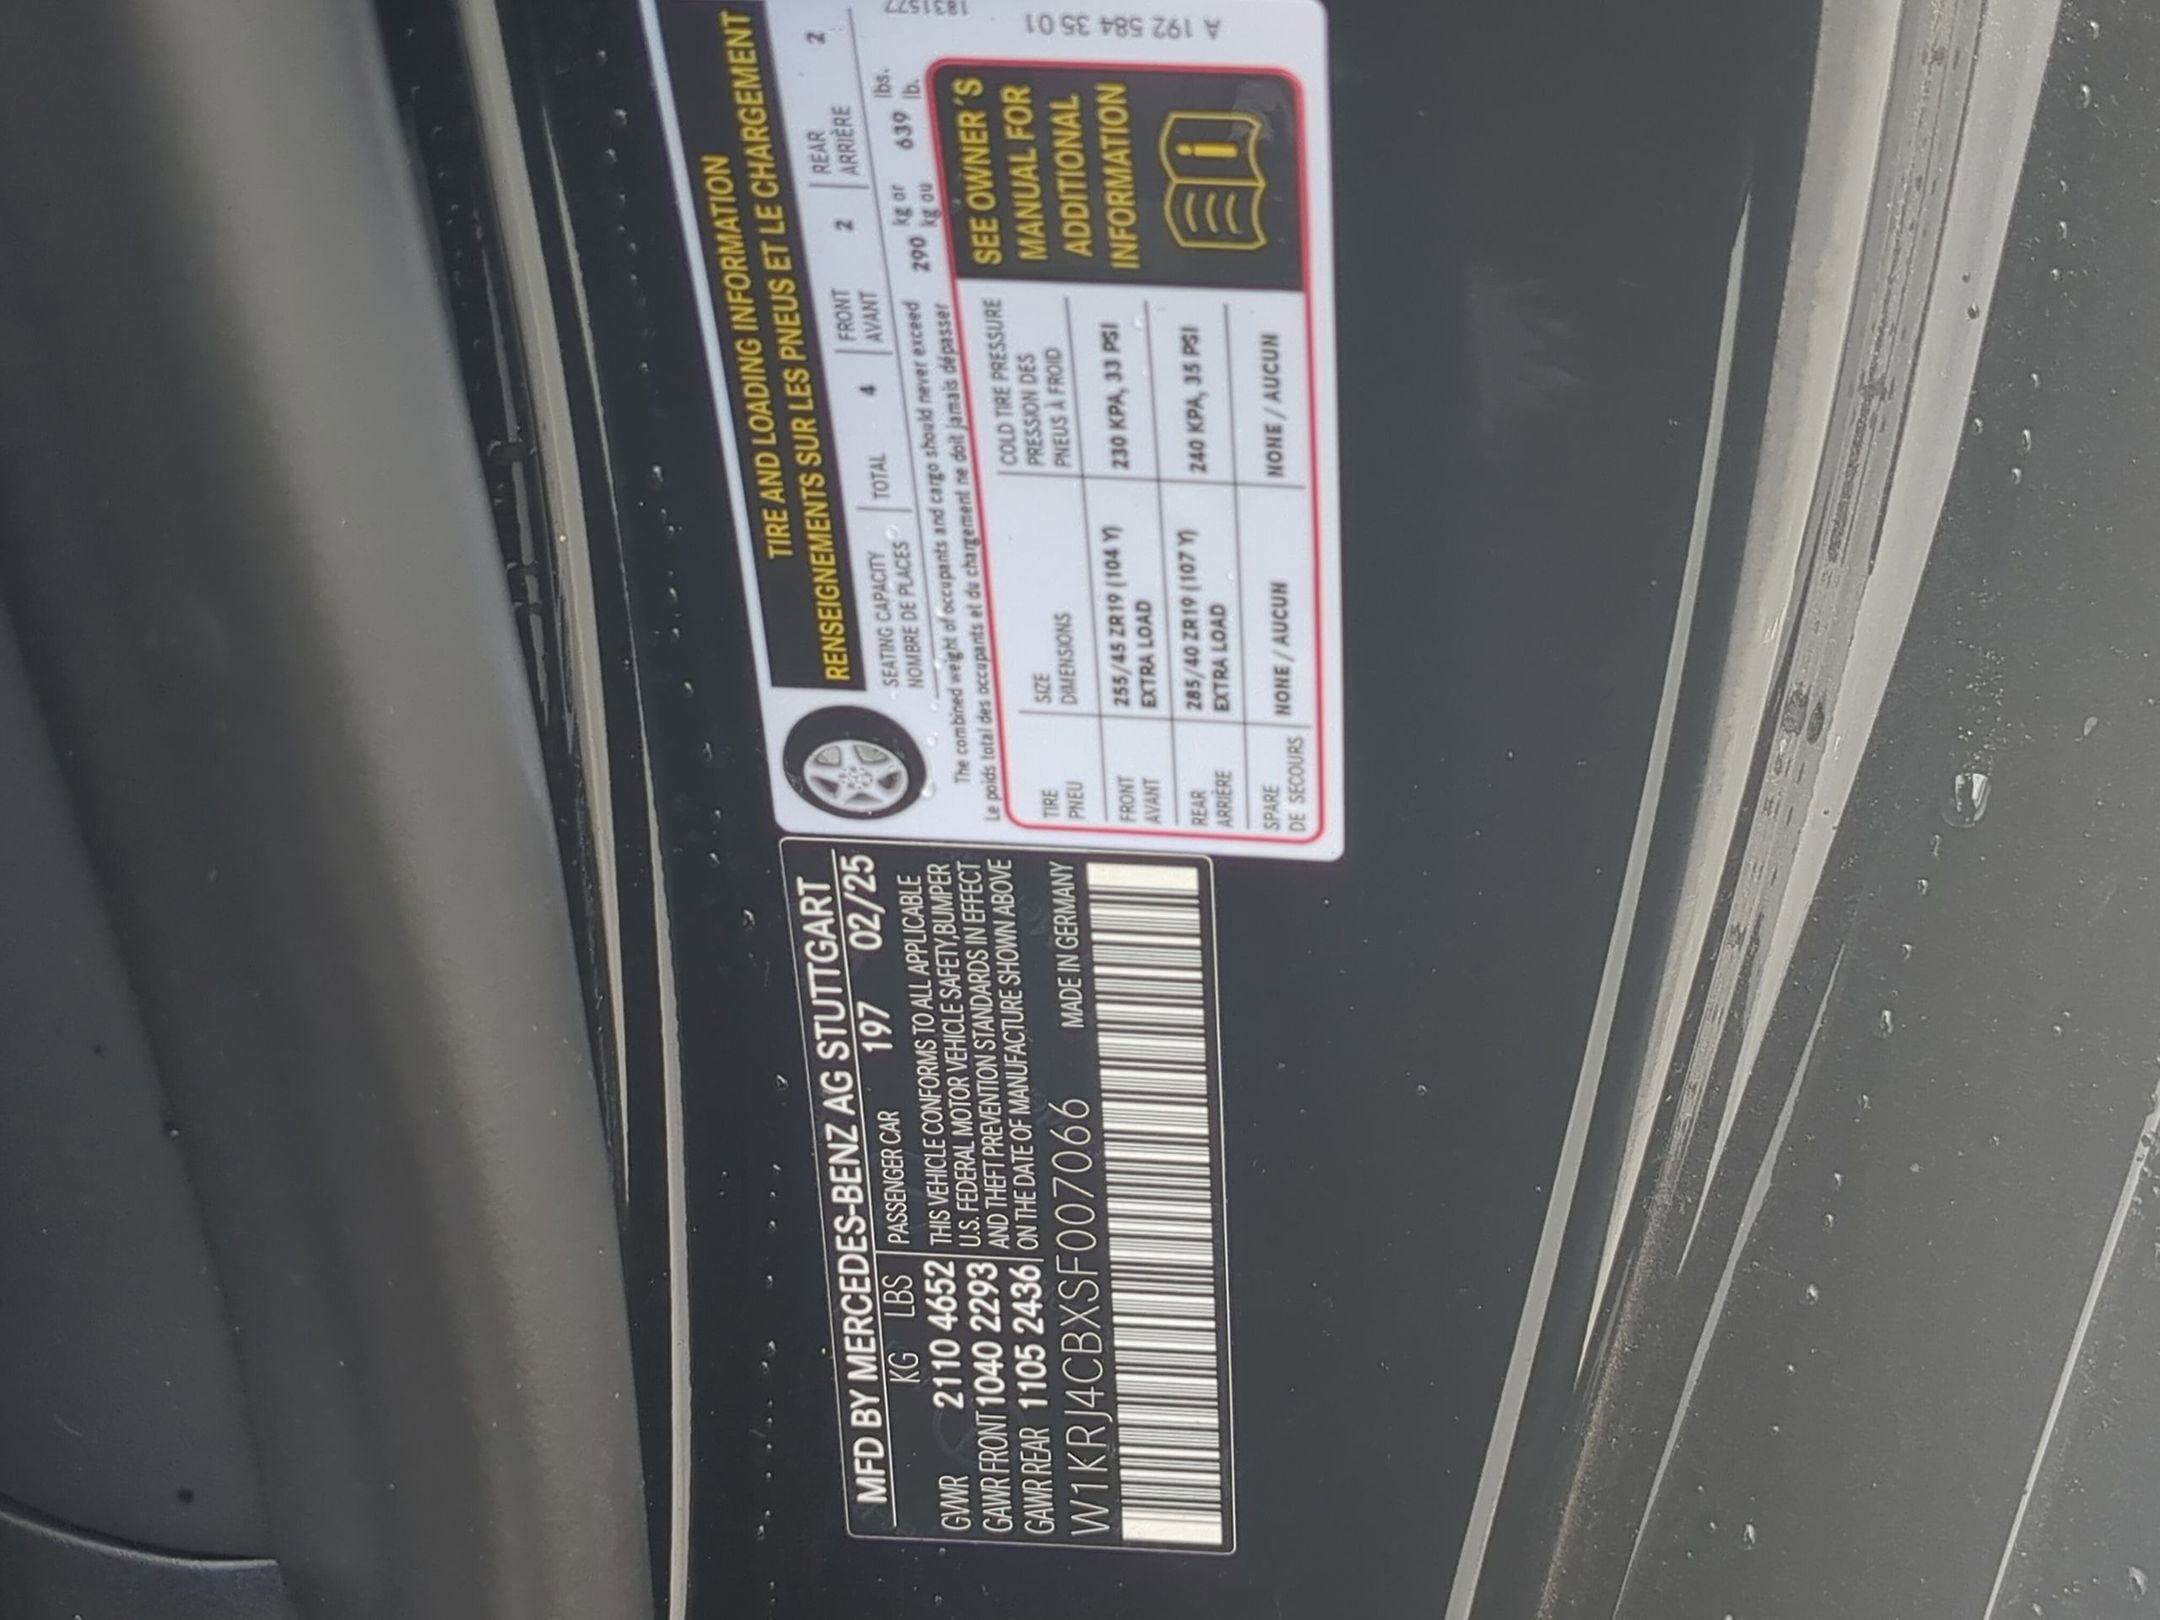 MFD BY MERCEDES-BENZ AG STUTTGART
KG LBS PASSENGER CAR 197 02/25
GVWR 2110 4652 THIS VEHICLE CONFORMS TO ALL APPLICABLE
GAWR FRONT 1040 2293 U.S. FEDERAL MOTOR VEHICLE SAFETY,BUMPER
GAWR REAR 1105 2436 AND THEFT PREVENTION STANDARDS IN EFFECT
ON THE DATE OF MANUFACTURE SHOWN ABOVE
W1KRJ4CBXSF007066 MADE IN GERMANY
TIRE AND LOADING INFORMATION
RENSEIGNEMENTS SUR LES PNEUS ET LE CHARGEMENT
SEATING CAPACITY TOTAL 4 FRONT 2 REAR 2
NOMBRE DE PLACES AVANT ARRIÈRE
The combined weight of occupants and cargo should never exceed 290 kg or 639 lbs.
Le poids total des occupants et du chargement ne doit jamais dépasser kg ou lb.
TIRE SIZE COLD TIRE PRESSURE
PNEU DIMENSIONS PRESSION DES
PNEUS À FROID
FRONT 255/45 ZR19 (104 Y) 230 KPA, 33 PSI
AVANT EXTRA LOAD
REAR 285/40 ZR19 (107 Y) 240 KPA, 35 PSI
ARRIÈRE EXTRA LOAD
SPARE NONE / AUCUN NONE / AUCUN
DE SECOURS
SEE OWNER'S
MANUAL FOR
ADDITIONAL
INFORMATION
A 192 584 35 01
1831577